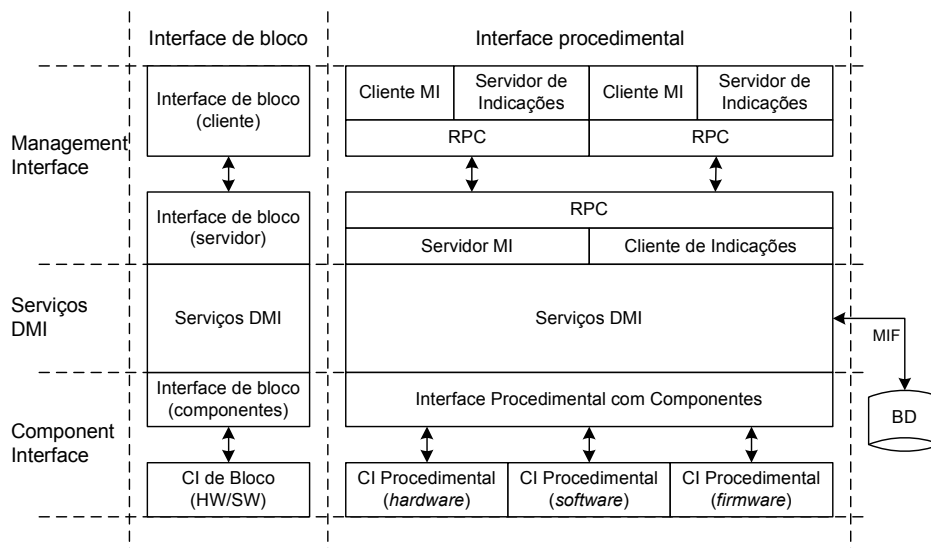 Interface de bloco
Interface procedimental
Management
Interface
Interface de bloco
(cliente)
Cliente MI
Servidor de
Indicações
Cliente MI
Servidor de
Indicações
RPC
RPC
Interface de bloco
(servidor)
RPC
Servidor MI
Cliente de Indicações
Serviços
DMI
Serviços DMI
Serviços DMI
MIF
BD
Component
Interface
Interface de bloco
(componentes)
Interface Procedimental com Componentes
CI de Bloco
(HW/SW)
CI Procedimental
(hardware)
CI Procedimental
(software)
CI Procedimental
(firmware)